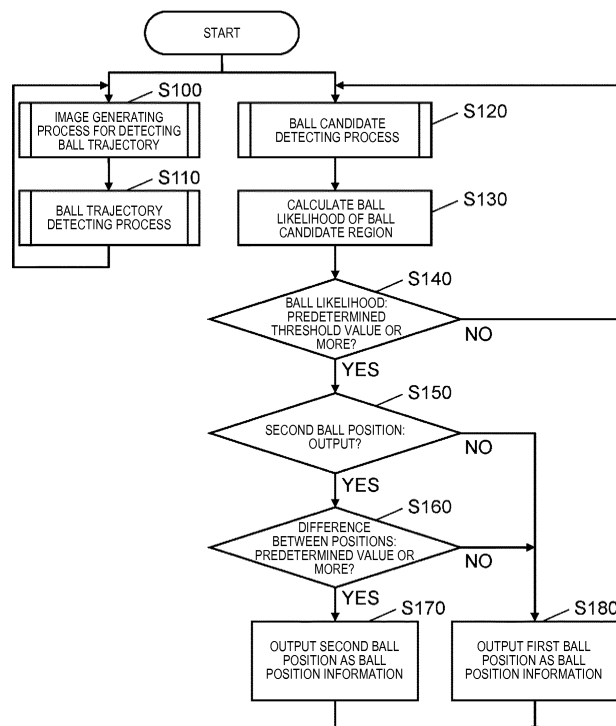 START
S100
IMAGE GENERATING
PROCESS FOR DETECTING
BALL TRAJECTORY
S110
BALL TRAJECTORY
DETECTING PROCESS
S120
BALL CANDIDATE
DETECTING PROCESS
S130
CALCULATE BALL
LIKELIHOOD OF BALL
CANDIDATE REGION
S140
BALL LIKELIHOOD:
PREDETERMINED
THRESHOLD VALUE OR
MORE?
NO
YES
S150
SECOND BALL POSITION:
OUTPUT?
NO
YES
S160
DIFFERENCE
BETWEEN POSITIONS:
PREDETERMINED VALUE OR
MORE?
NO
YES
S170
OUTPUT SECOND BALL
POSITION AS BALL
POSITION INFORMATION
S180
OUTPUT FIRST BALL
POSITION AS BALL
POSITION INFORMATION